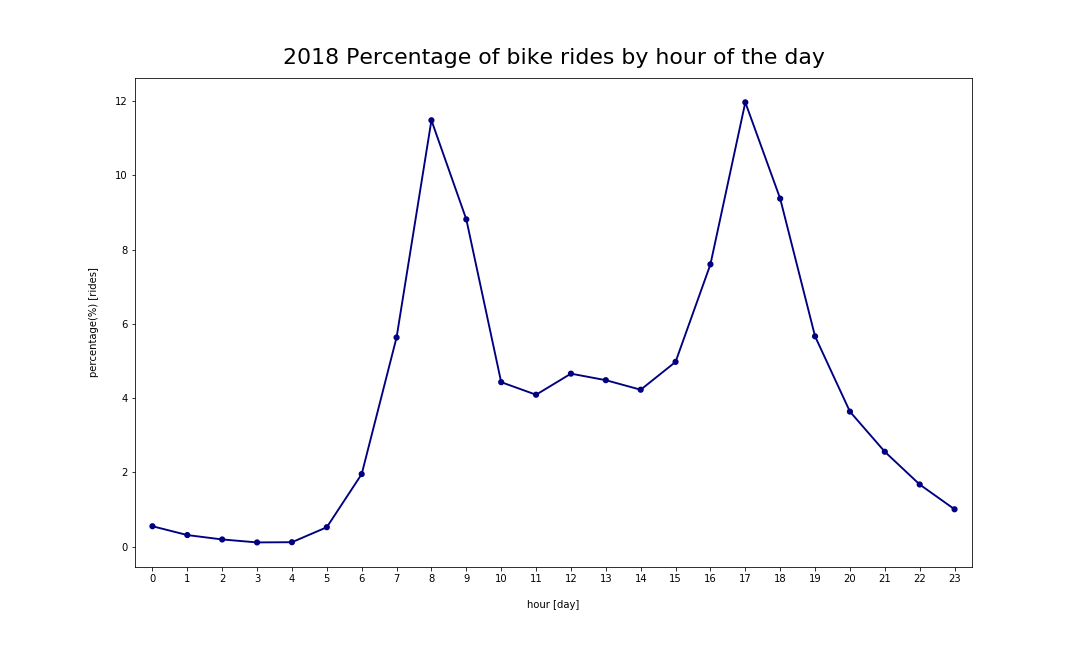 2018 Percentage of bike rides by hour of the day
12
10
8
6
4
2
0
percentage(%) [rides]
0 1 2 3 4 5 6 7 8 9 10 11 12 13 14 15 16 17 18 19 20 21 22 23
hour [day]